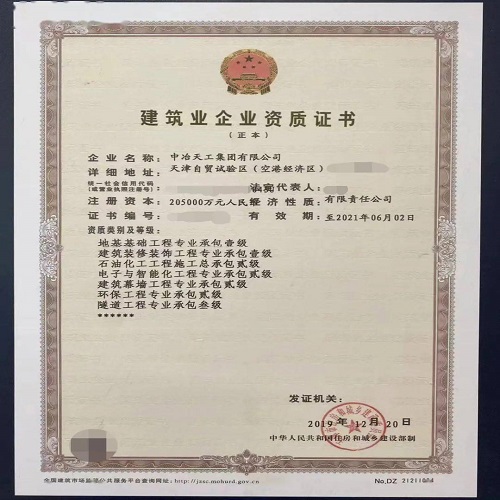 建筑业企业资质证书
(正本)
企业名称: 中冶天工集团有限公司
详细地址: 天津自贸试验区(空港经济区)
统一社会信用代码
(或营业执照注册号): 法定代表人:
注册资本: 205000万元人民 经济性质: 有限责任公司
证书编号: 有效期: 至2021年06月02日
资质类别及等级:
地基基础工程专业承包壹级
建筑装修装饰工程专业承包壹级
石油化工工程施工总承包贰级
电子与智能化工程专业承包贰级
建筑幕墙工程专业承包贰级
环保工程专业承包贰级
隧道工程专业承包叁级
******
发证机关:
2019年12月20日
中华人民共和国住房和城乡建设部制
全国建筑市场监管公共服务平台查询网址: http://jzsc.mohurd.gov.cn
No.DZ